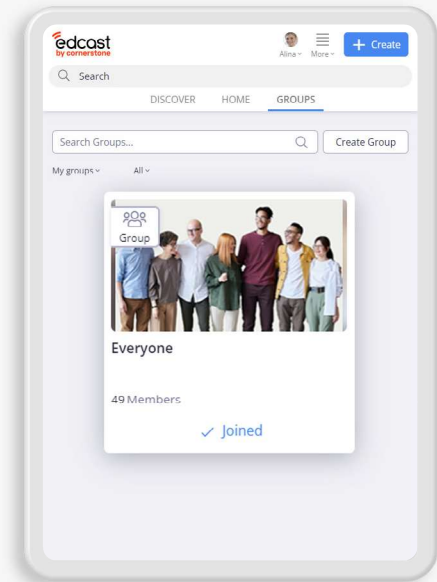 edcast
by cornerstone
Alina
More
+ Create
Search
DISCOVER HOME GROUPS
Search Groups...
Create Group
My groups
All
Group
Everyone
49 Members
Joined